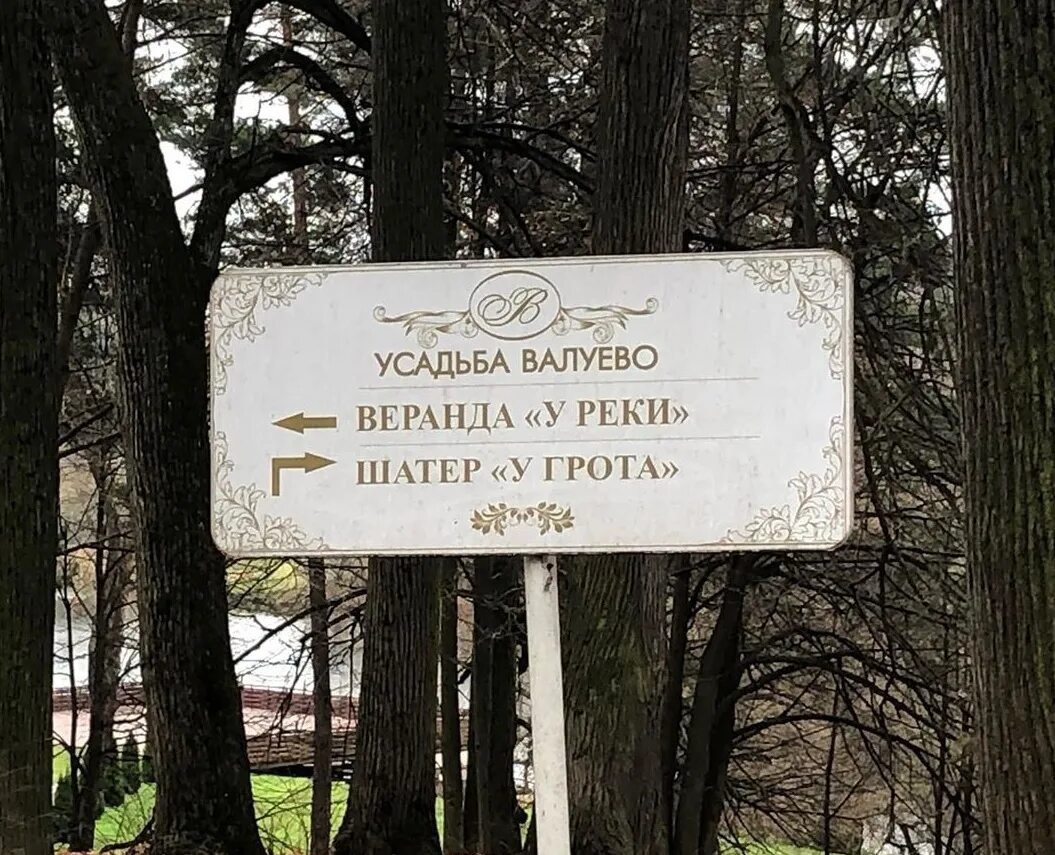 В
УСАДЬБА ВАЛУЕВО
ВЕРАНДА «У РЕКИ»
ШАТЕР «У ГРОТА»